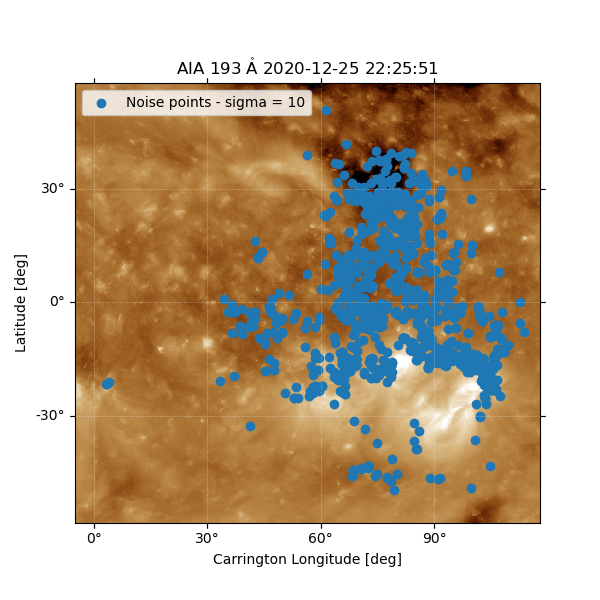 AIA 193 Å 2020-12-25 22:25:51
Noise points - sigma = 10
30°
0°
-30°
Latitude [deg]
0°
30°
60°
90°
Carrington Longitude [deg]